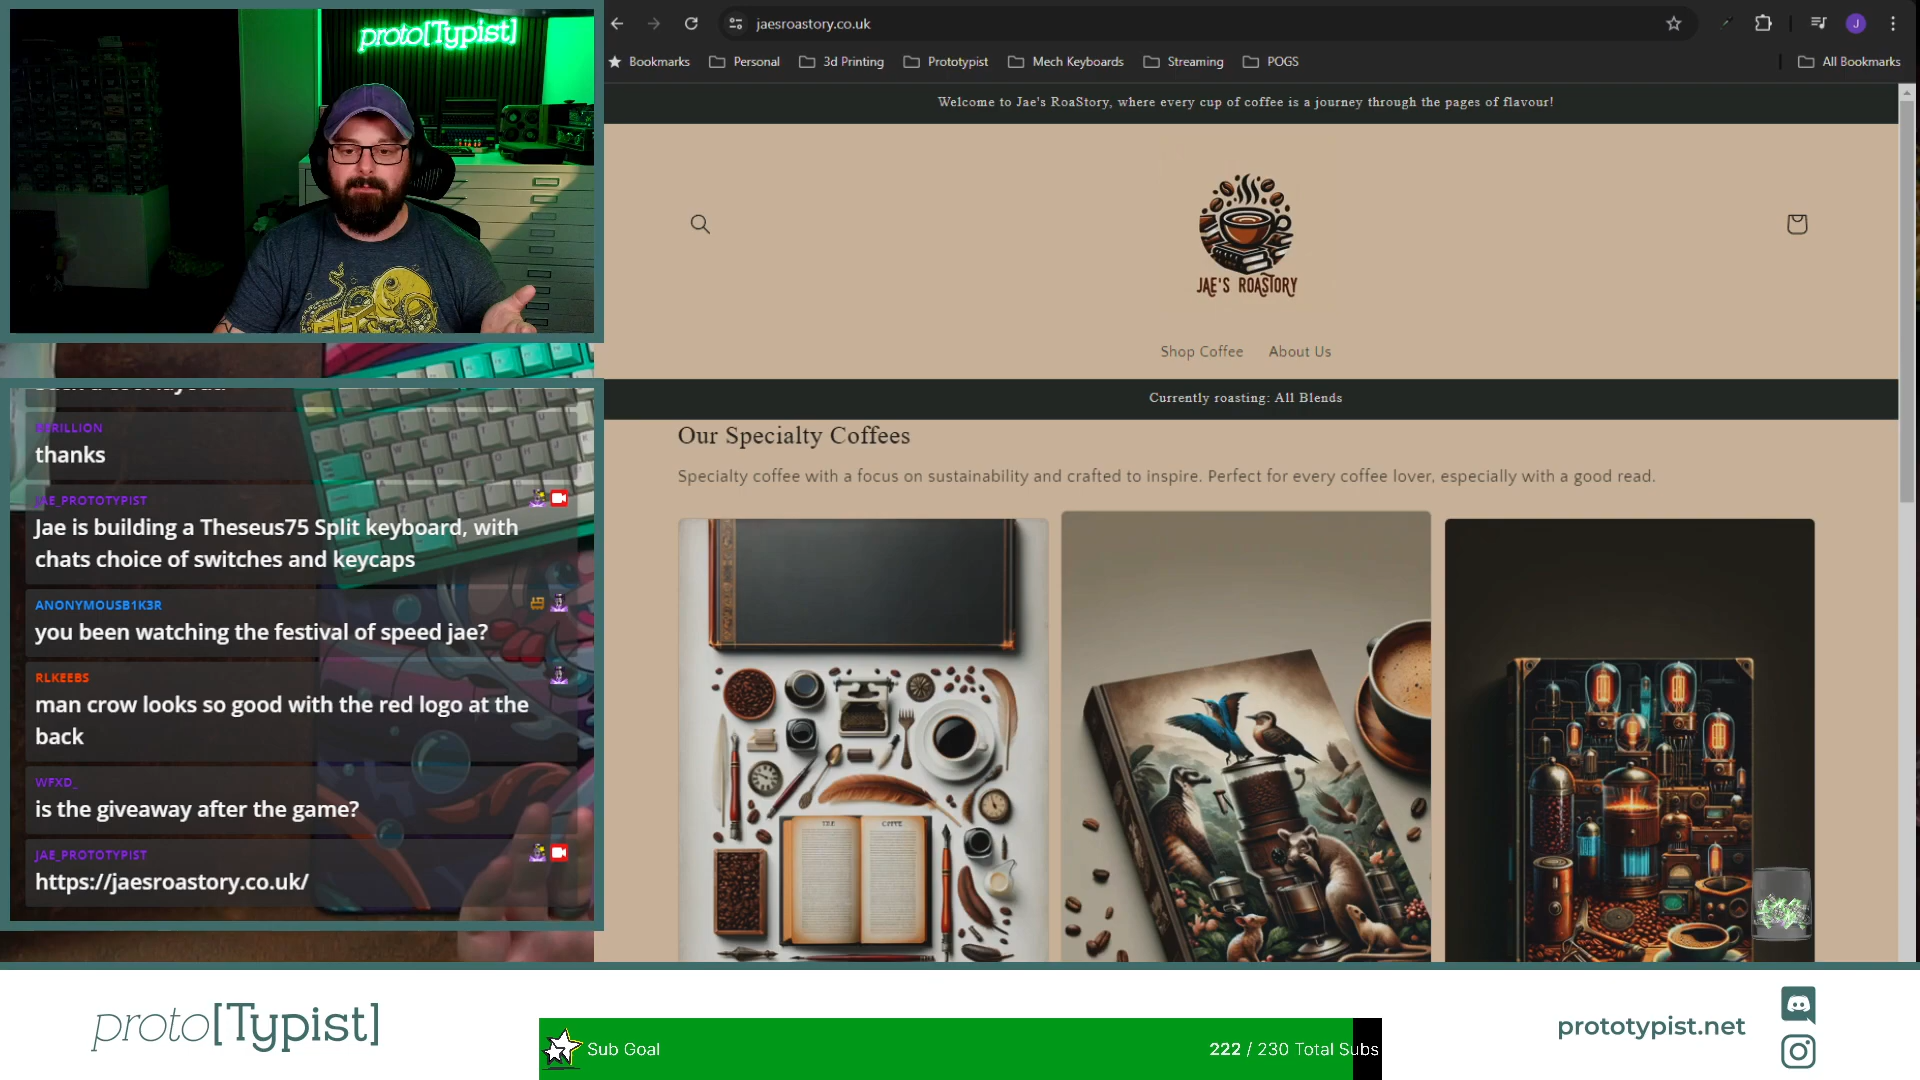 proto[Typist]
jaesroastory.co.uk
J
Bookmarks Personal 3d Printing Prototypist Mech Keyboards Streaming POGS All Bookmarks
Welcome to Jae's RoaStory, where every cup of coffee is a journey through the pages of flavour!
JAE'S ROASTORY
Shop Coffee About Us
Currently roasting: All Blends
Our Specialty Coffees
Specialty coffee with a focus on sustainability and crafted to inspire. Perfect for every coffee lover, especially with a good read.
thanks
JAE_PROTOTYPIST
Jae is building a Theseus75 Split keyboard, with
chats choice of switches and keycaps
ANONYMOUSB1K3R
you been watching the festival of speed jae?
RLKEEBS
man crow looks so good with the red logo at the
back
WFXD_
is the giveaway after the game?
JAE_PROTOTYPIST
https://jaesroastory.co.uk/
proto[Typist]
Sub Goal
222 / 230 Total Subs
prototypist.net